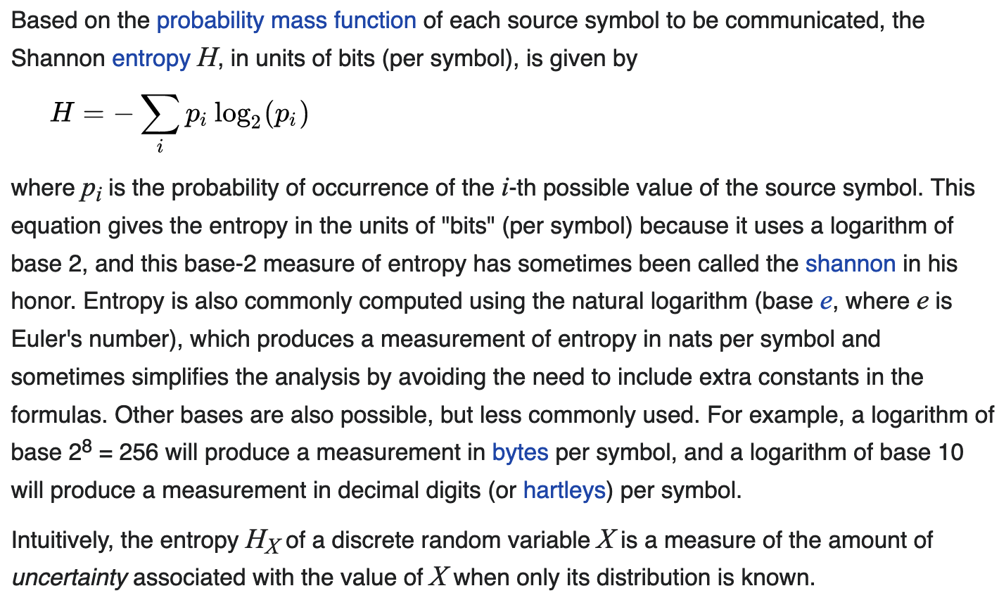 Based on the probability mass function of each source symbol to be communicated, the
Shannon entropy H, in units of bits (per symbol), is given by
H = − ∑ᵢ pᵢ log₂(pᵢ)
where pᵢ is the probability of occurrence of the i-th possible value of the source symbol. This
equation gives the entropy in the units of "bits" (per symbol) because it uses a logarithm of
base 2, and this base-2 measure of entropy has sometimes been called the shannon in his
honor. Entropy is also commonly computed using the natural logarithm (base e, where e is
Euler's number), which produces a measurement of entropy in nats per symbol and
sometimes simplifies the analysis by avoiding the need to include extra constants in the
formulas. Other bases are also possible, but less commonly used. For example, a logarithm of
base 2⁸ = 256 will produce a measurement in bytes per symbol, and a logarithm of base 10
will produce a measurement in decimal digits (or hartleys) per symbol.
Intuitively, the entropy H_X of a discrete random variable X is a measure of the amount of
uncertainty associated with the value of X when only its distribution is known.